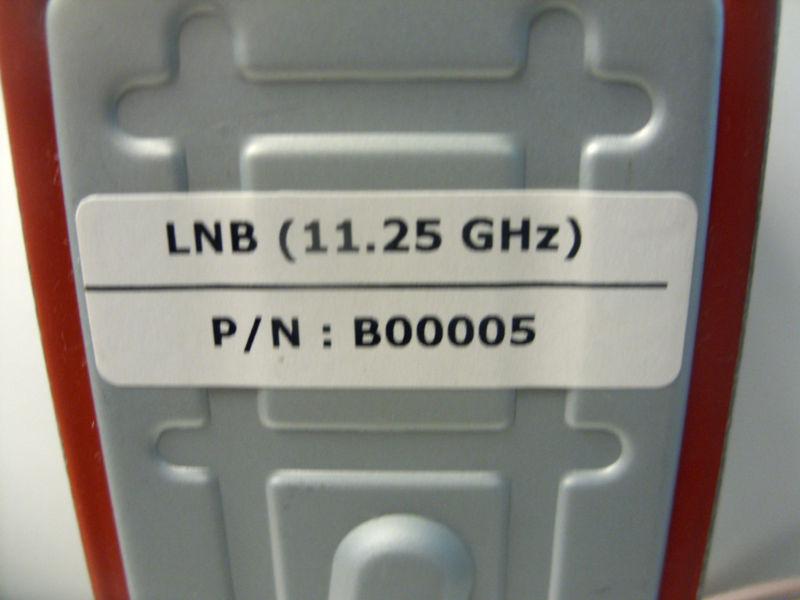 LNB (11.25 GHz)
P/N : B00005